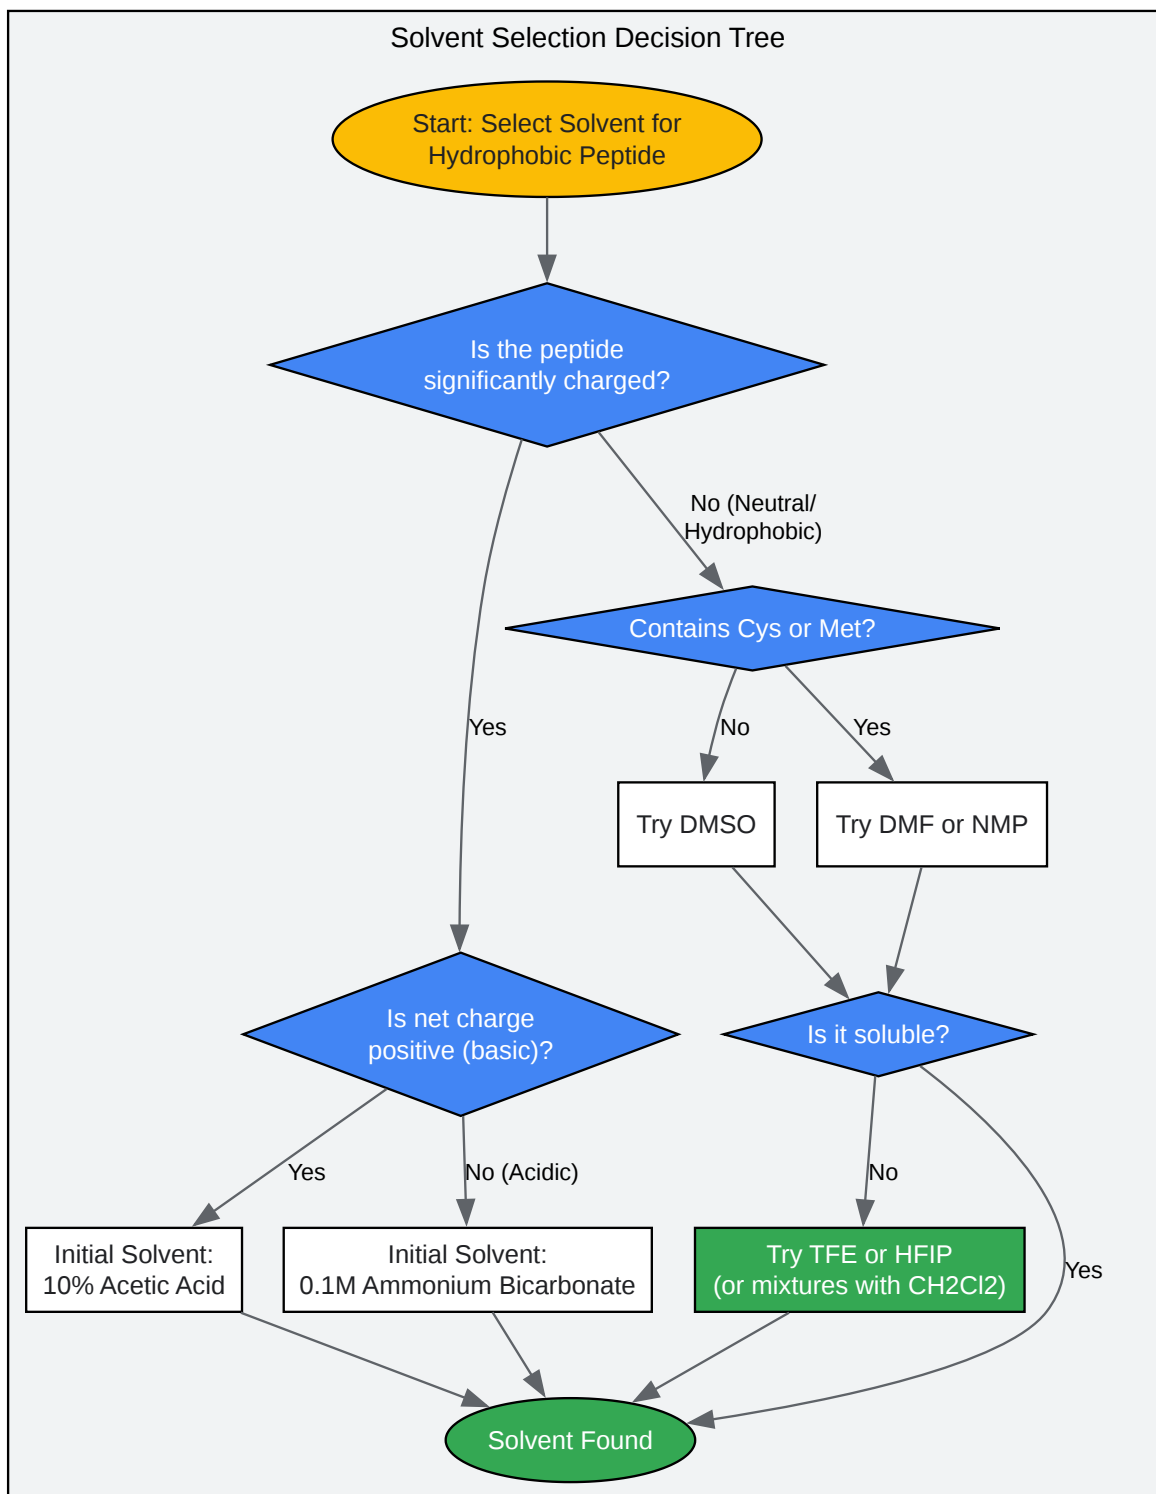 Solvent Selection Decision Tree
Start: Select Solvent for
Hydrophobic Peptide
Is the peptide
significantly charged?
No (Neutral/
Hydrophobic)
Contains Cys or Met?
Yes
No
Yes
Try DMSO
Try DMF or NMP
Is net charge
positive (basic)?
Is it soluble?
Yes
No (Acidic)
No
Initial Solvent:
10% Acetic Acid
Initial Solvent:
0.1M Ammonium Bicarbonate
Try TFE or HFIP
(or mixtures with CH2Cl2)
Yes
Solvent Found